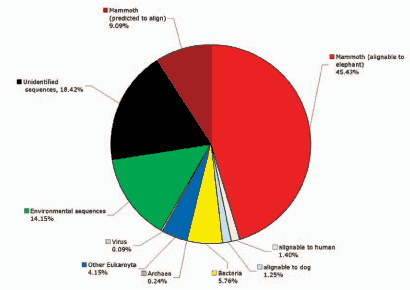 Mammoth
(predicted to align)
9.09%
Mammoth (alignable to
elephant)
45.43%
Unidentified
sequences, 18.42%
Environmental sequences
14.15%
Virus
0.09%
Other Eukaroyta
4.15%
Archaea
0.24%
Bacteria
5.76%
alignable to dog
1.25%
alignable to human
1.40%